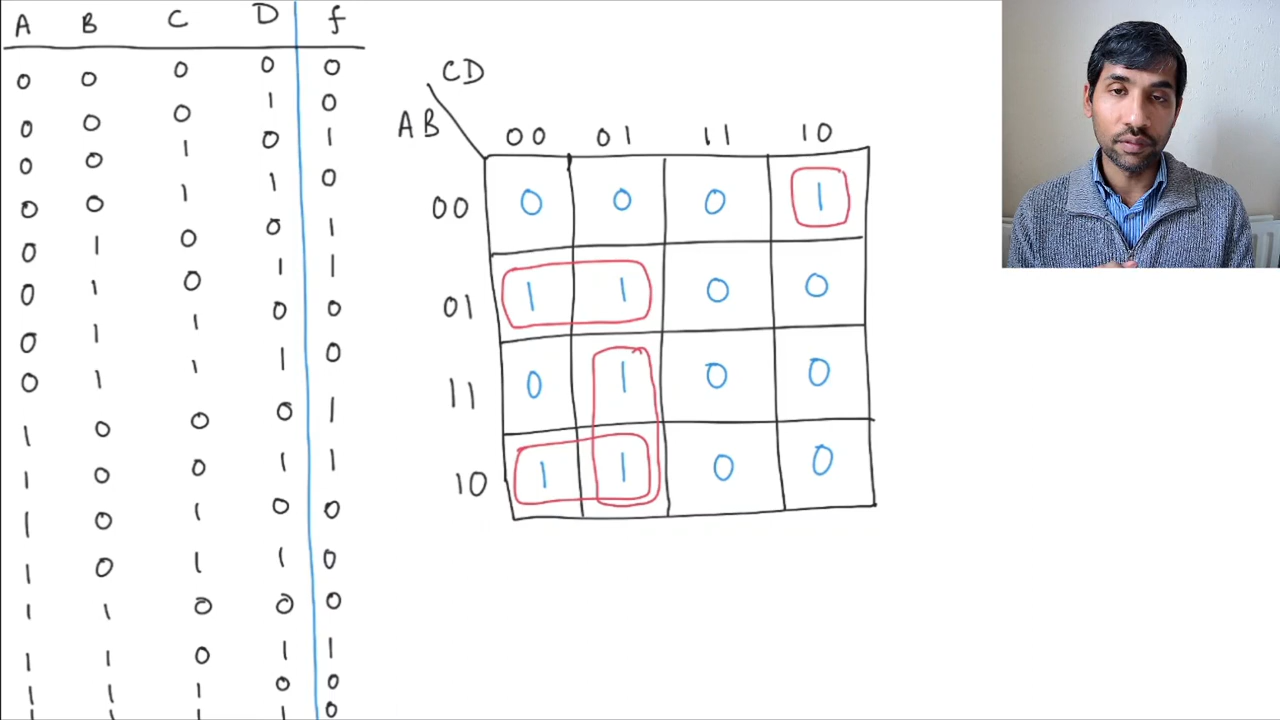 A B C D f
0 0 0 0 0
0 0 0 1 0
0 0 1 0 1
0 0 1 1 0
0 1 0 0 1
0 1 0 1 1
0 1 1 0 0
0 1 1 1 0
1 0 0 0 1
1 0 0 1 1
1 0 1 0 0
1 0 1 1 0
1 1 0 0 0
1 1 0 1 1
1 1 1 0 0
1 1 1 1 0
CD
AB
00 01 11 10
00 0 0 0 1
01 1 1 0 0
11 0 1 0 0
10 1 1 0 0